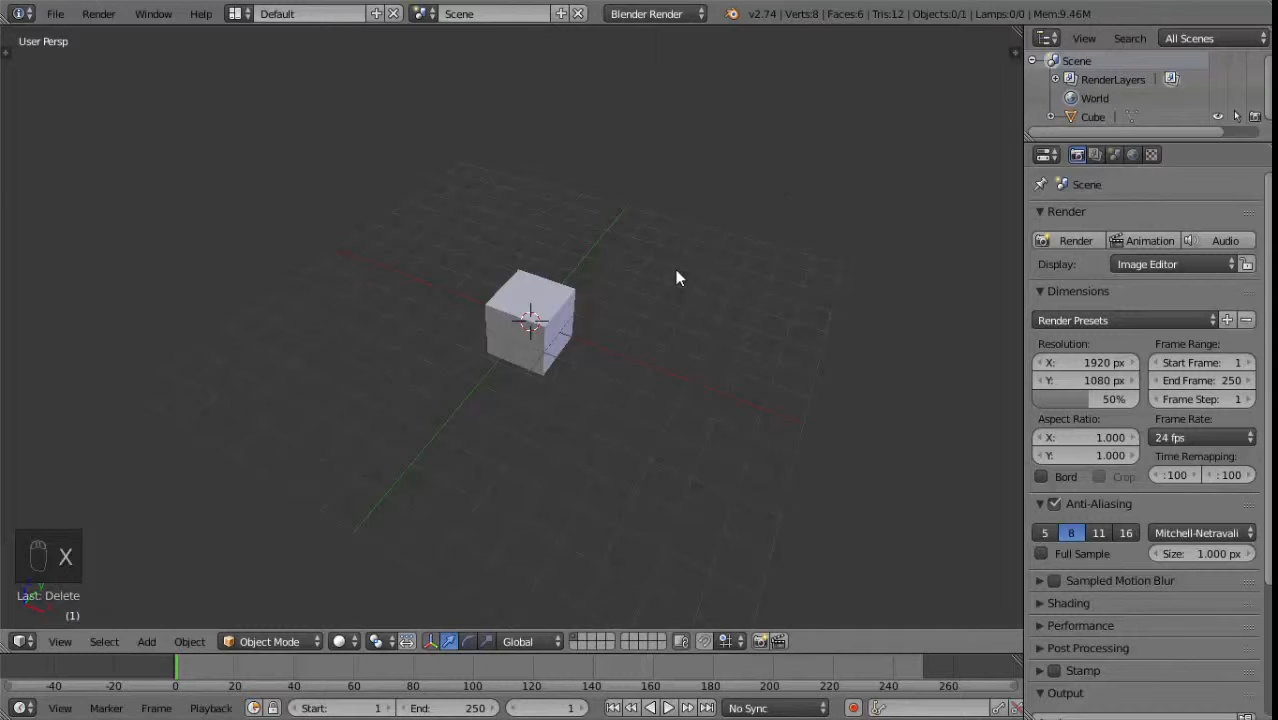 File Render Window Help Default Scene Blender Render v2.74 | Verts:8 | Faces:6 | Tris:12 | Objects:0/1 | Lamps:0/0 | Mem:9.46M
User Persp
View Search All Scenes
Scene
RenderLayers
World
Cube
Scene
Render
Render Animation Audio
Display: Image Editor
Dimensions
Render Presets
Resolution: Frame Range:
X: 1920 px Start Frame: 1
Y: 1080 px End Frame: 250
50% Frame Step: 1
Aspect Ratio: Frame Rate:
X: 1.000 24 fps
Y: 1.000 Time Remapping:
Bord Crop :100 :100
Anti-Aliasing
5 8 11 16 Mitchell-Netravali
Full Sample Size: 1.000 px
Sampled Motion Blur
Shading
Performance
Post Processing
Stamp
Output
X
Last: Delete
(1)
View Select Add Object Object Mode Global
-40 -20 0 20 40 60 80 100 120 140 160 180 200 220 240 260
View Marker Frame Playback Start: 1 End: 250 1 No Sync